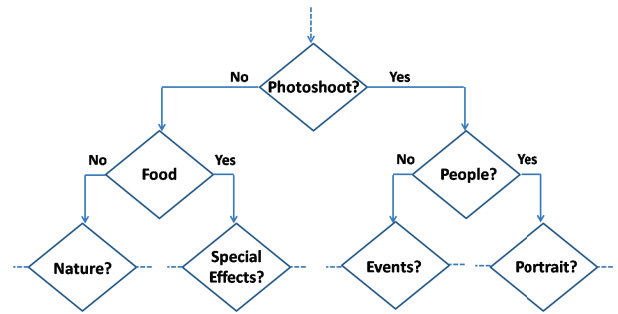 No
Yes
Photoshoot?
No
Food
Yes
No
People?
Yes
Nature?
Special
Effects?
Events?
Portrait?